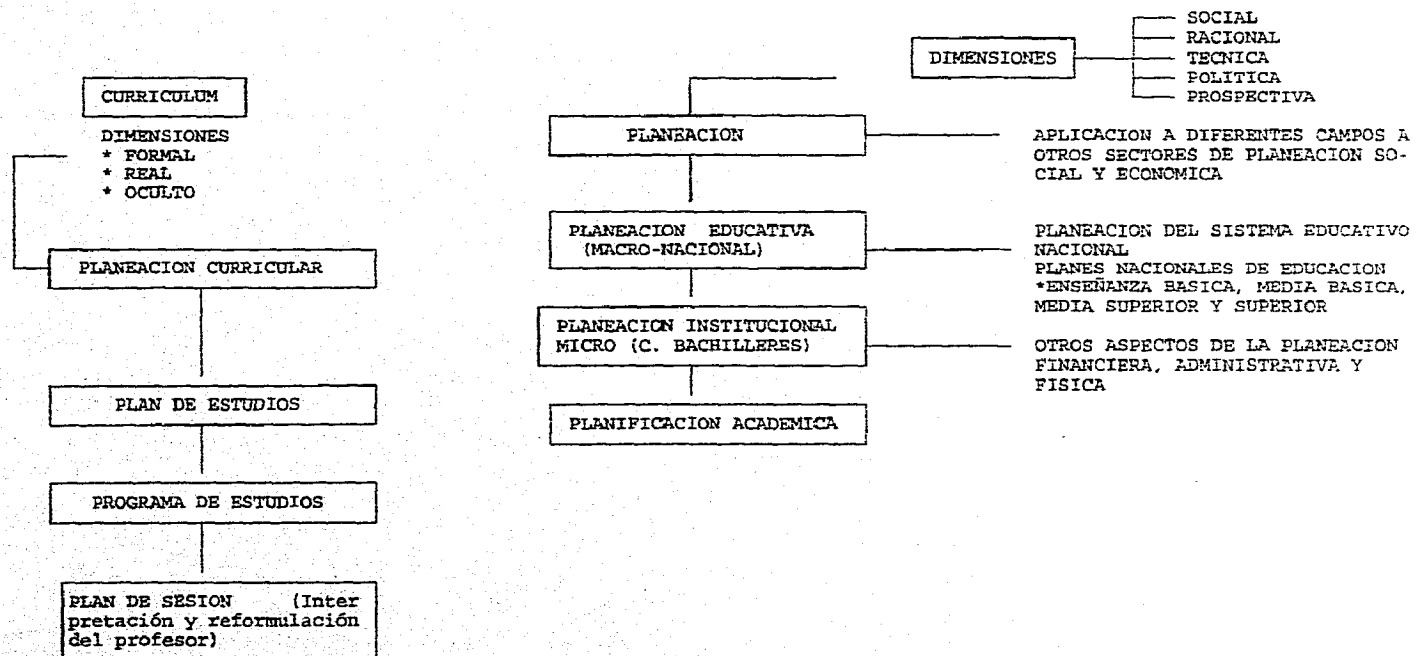 CURRICULUM
DIMENSIONES
* FORMAL
* REAL
* OCULTO
PLANEACION CURRICULAR
PLAN DE ESTUDIOS
PROGRAMA DE ESTUDIOS
PLAN DE SESION (Inter
pretación y reformulación
del profesor)
DIMENSIONES
SOCIAL
RACIONAL
TECNICA
POLITICA
PROSPECTIVA
PLANEACION
APLICACION A DIFERENTES CAMPOS A
OTROS SECTORES DE PLANEACION SO-
CIAL Y ECONOMICA
PLANEACION EDUCATIVA
(MACRO-NACIONAL)
PLANEACION DEL SISTEMA EDUCATIVO
NACIONAL
PLANES NACIONALES DE EDUCACION
*ENSEÑANZA BASICA, MEDIA BASICA,
MEDIA SUPERIOR Y SUPERIOR
PLANEACION INSTITUCIONAL
MICRO (C. BACHILLERES)
OTROS ASPECTOS DE LA PLANEACION
FINANCIERA, ADMINISTRATIVA Y
FISICA
PLANIFICACION ACADEMICA